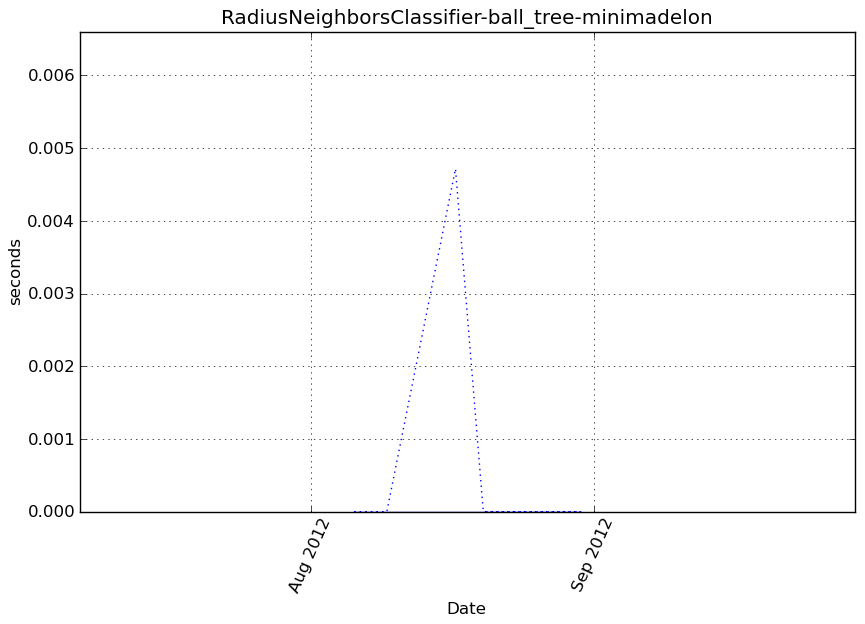 RadiusNeighborsClassifier-ball_tree-minimadelon
0.006
0.005
0.004
0.003
0.002
0.001
0.000
seconds
Aug 2012
Sep 2012
Date